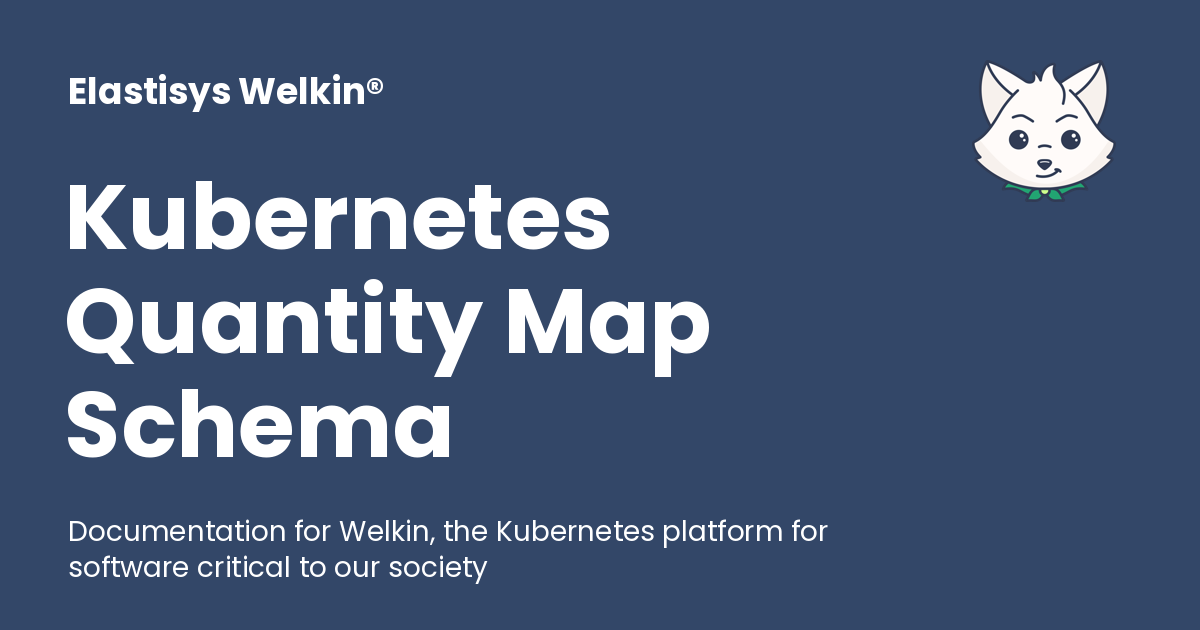 Elastisys Welkin®
Kubernetes
Quantity Map
Schema
Documentation for Welkin, the Kubernetes platform for
software critical to our society